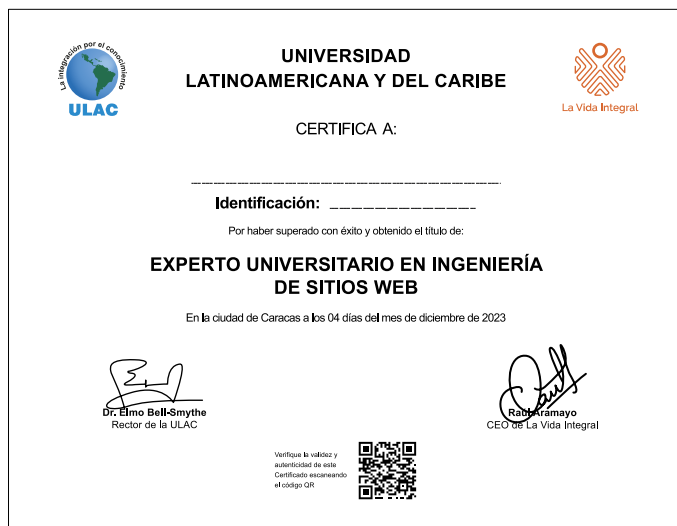 La integración por el conocimiento
ULAC
UNIVERSIDAD
LATINOAMERICANA Y DEL CARIBE
La Vida Integral
CERTIFICA A:
Identificación:
Por haber superado con éxito y obtenido el título de:
EXPERTO UNIVERSITARIO EN INGENIERÍA
DE SITIOS WEB
En la ciudad de Caracas a los 04 días del mes de diciembre de 2023
Dr. Elmo Bell-Smythe
Rector de la ULAC
Raúl Aramayo
CEO de La Vida Integral
Verifique la validez y
autenticidad de este
Certificado escaneando
el código QR